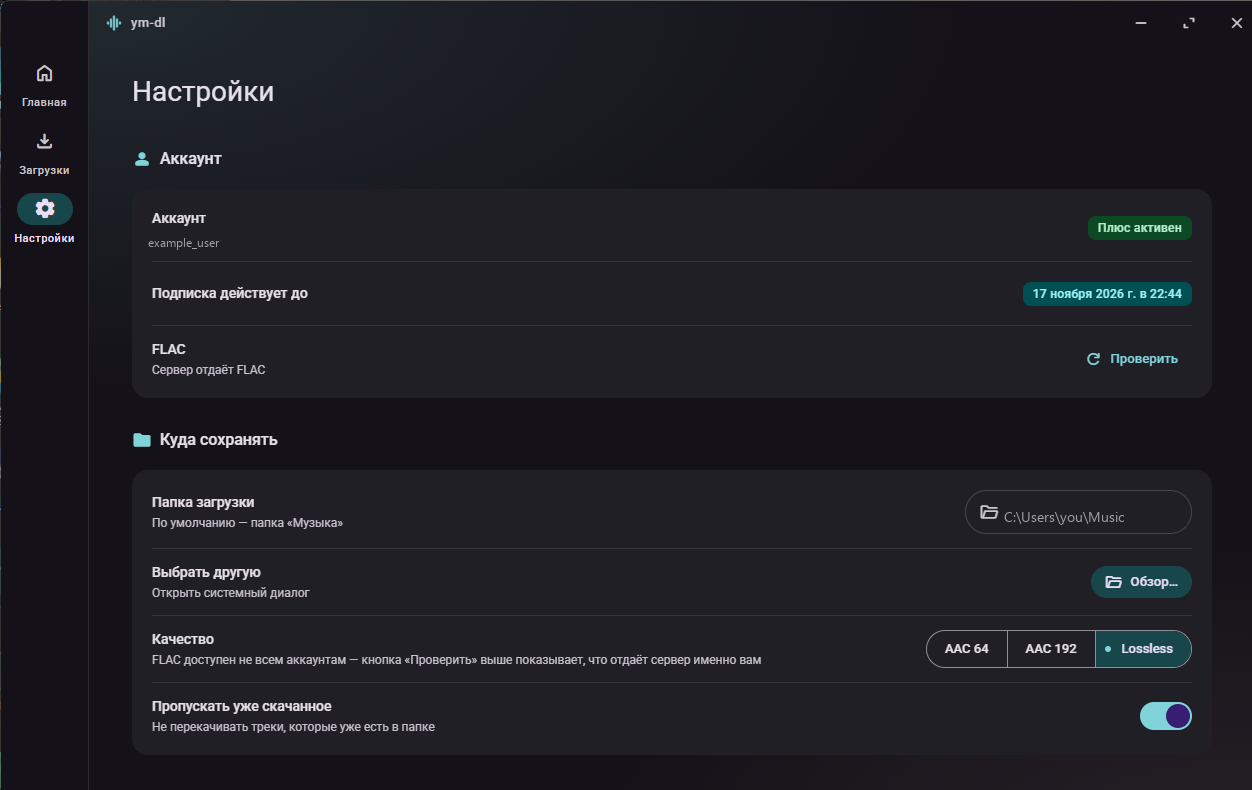 ym-dl
Главная
Загрузки
Настройки
Настройки
Аккаунт
Аккаунт
example_user
Плюс активен
Подписка действует до
17 ноября 2026 г. в 22:44
FLAC
Сервер отдаёт FLAC
Проверить
Куда сохранять
Папка загрузки
По умолчанию — папка «Музыка»
C:\Users\you\Music
Выбрать другую
Открыть системный диалог
Обзор...
Качество
FLAC доступен не всем аккаунтам — кнопка «Проверить» выше показывает, что отдаёт сервер именно вам
AAC 64
AAC 192
Lossless
Пропускать уже скачанное
Не перекачивать треки, которые уже есть в папке